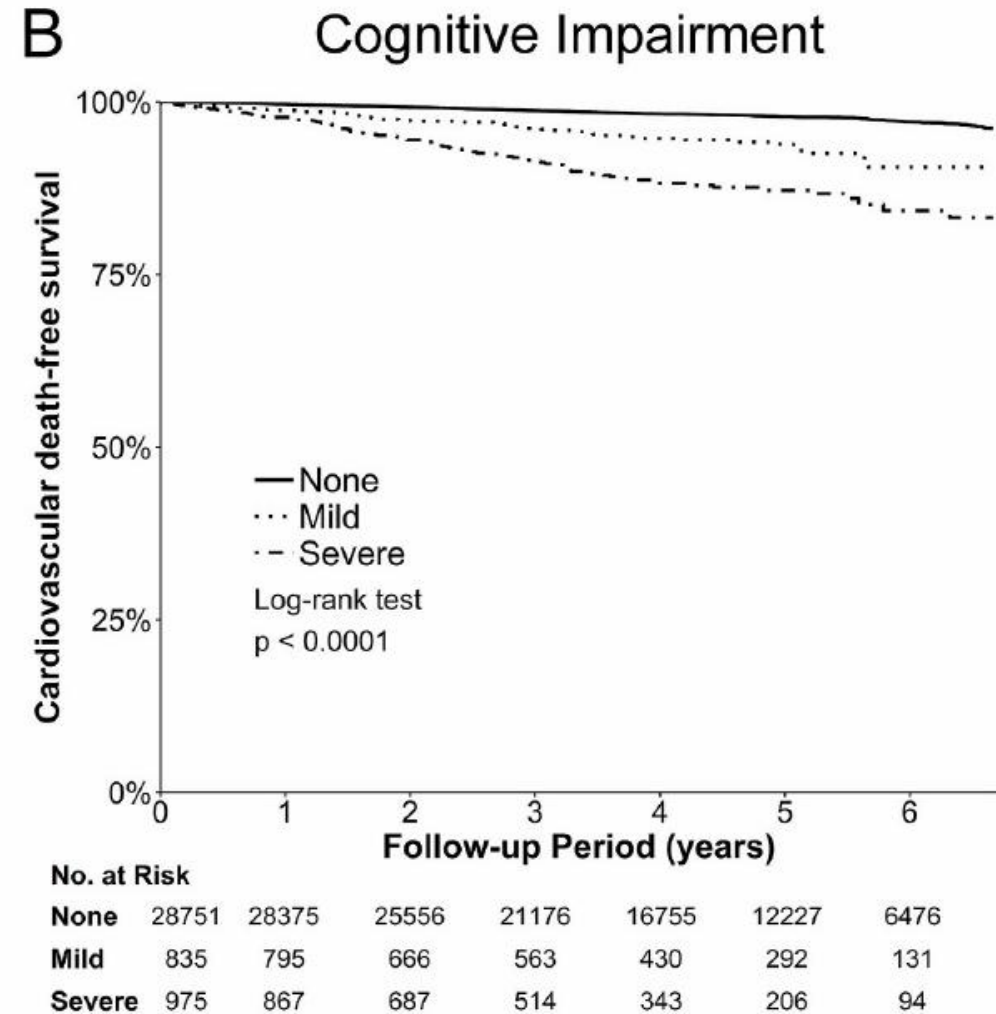 B
Cognitive Impairment
Cardiovascular death-free survival
100%
75%
50%
25%
0%
None
Mild
Severe
Log-rank test
p < 0.0001
0 1 2 3 4 5 6
Follow-up Period (years)
No. at Risk
None 28751 28375 25556 21176 16755 12227 6476
Mild 835 795 666 563 430 292 131
Severe 975 867 687 514 343 206 94